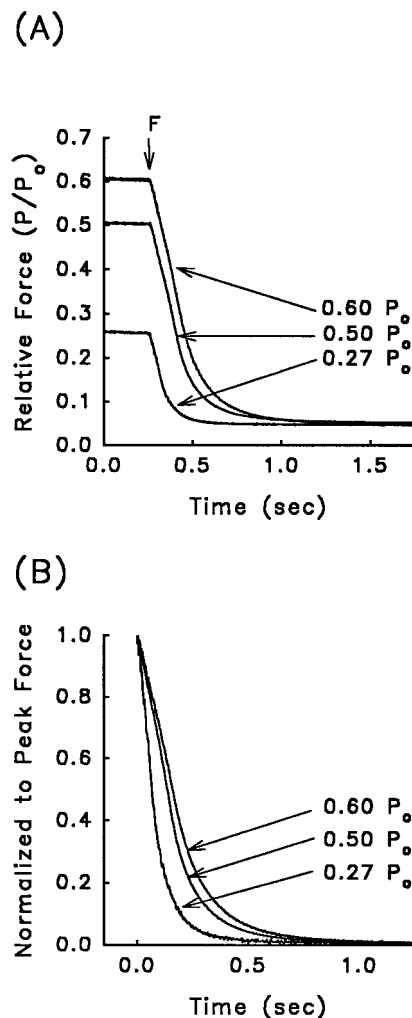 (A)
F
0.7
0.6
0.5
0.4
0.3
0.2
0.1
0.0
Relative Force (P/Po)
0.60 Po
0.50 Po
0.27 Po
0.0 0.5 1.0 1.5
Time (sec)
(B)
1.0
0.8
0.6
0.4
0.2
0.0
Normalized to Peak Force
0.60 Po
0.50 Po
0.27 Po
0.0 0.5 1.0
Time (sec)